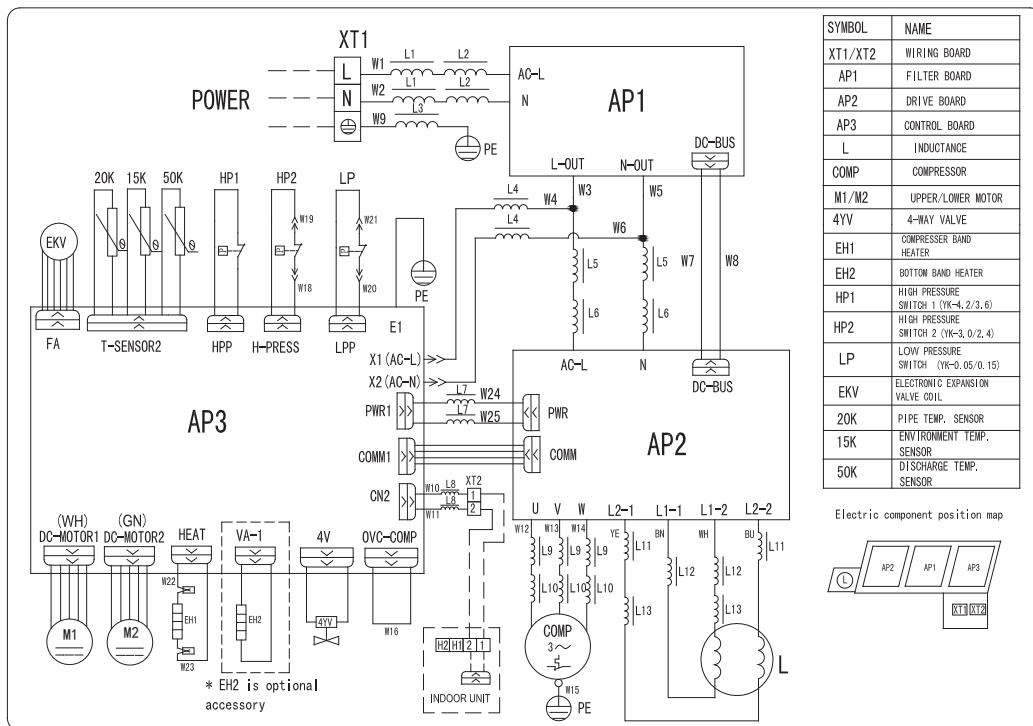 XT1
POWER
L
N
W1
L1
L2
W2
L1
L2
W9
L3
PE
AC-L
N
AP1
DC-BUS
L-OUT
N-OUT
W3
W5
L4
W4
L4
W6
W7
W8
L5
L5
L6
L6
20K
15K
50K
HP1
HP2
LP
EKV
θ
θ
θ
P
P
P
W19
W18
W21
W20
PE
FA
T-SENSOR2
HPP
H-PRESS
LPP
E1
X1(AC-L)
X2(AC-N)
AP3
PWR1
L7
W24
L7
W25
PWR
COMM1
COMM
CN2
W10
L8
W11
L8
XT2
1
2
AC-L
N
DC-BUS
AP2
U
V
W
L2-1
L1-1
L1-2
L2-2
W12
W13
W14
YE
BN
WH
BU
L9
L9
L9
L10
L10
L10
L11
L12
L12
L11
L13
L13
COMP
3~
W15
PE
L
(WH)
DC-MOTOR1
(GN)
DC-MOTOR2
HEAT
VA-1
4V
OVC-COMP
M1
M2
W22
EH1
W23
EH2
4YV
W16
* EH2 is optional
accessory
H2
H1
2
1
INDOOR UNIT
SYMBOL NAME
XT1/XT2 WIRING BOARD
AP1 FILTER BOARD
AP2 DRIVE BOARD
AP3 CONTROL BOARD
L INDUCTANCE
COMP COMPRESSOR
M1/M2 UPPER/LOWER MOTOR
4YV 4-WAY VALVE
EH1 COMPRESSER BAND
HEATER
EH2 BOTTOM BAND HEATER
HP1 HIGH PRESSURE
SWITCH 1 (YK-4.2/3.6)
HP2 HIGH PRESSURE
SWITCH 2 (YK-3.0/2.4)
LP LOW PRESSURE
SWITCH (YK-0.05/0.15)
EKV ELECTRONIC EXPANSION
VALVE COIL
20K PIPE TEMP. SENSOR
15K ENVIRONMENT TEMP.
SENSOR
50K DISCHARGE TEMP.
SENSOR
Electric component position map
L
AP2
AP1
AP3
XT1
XT2